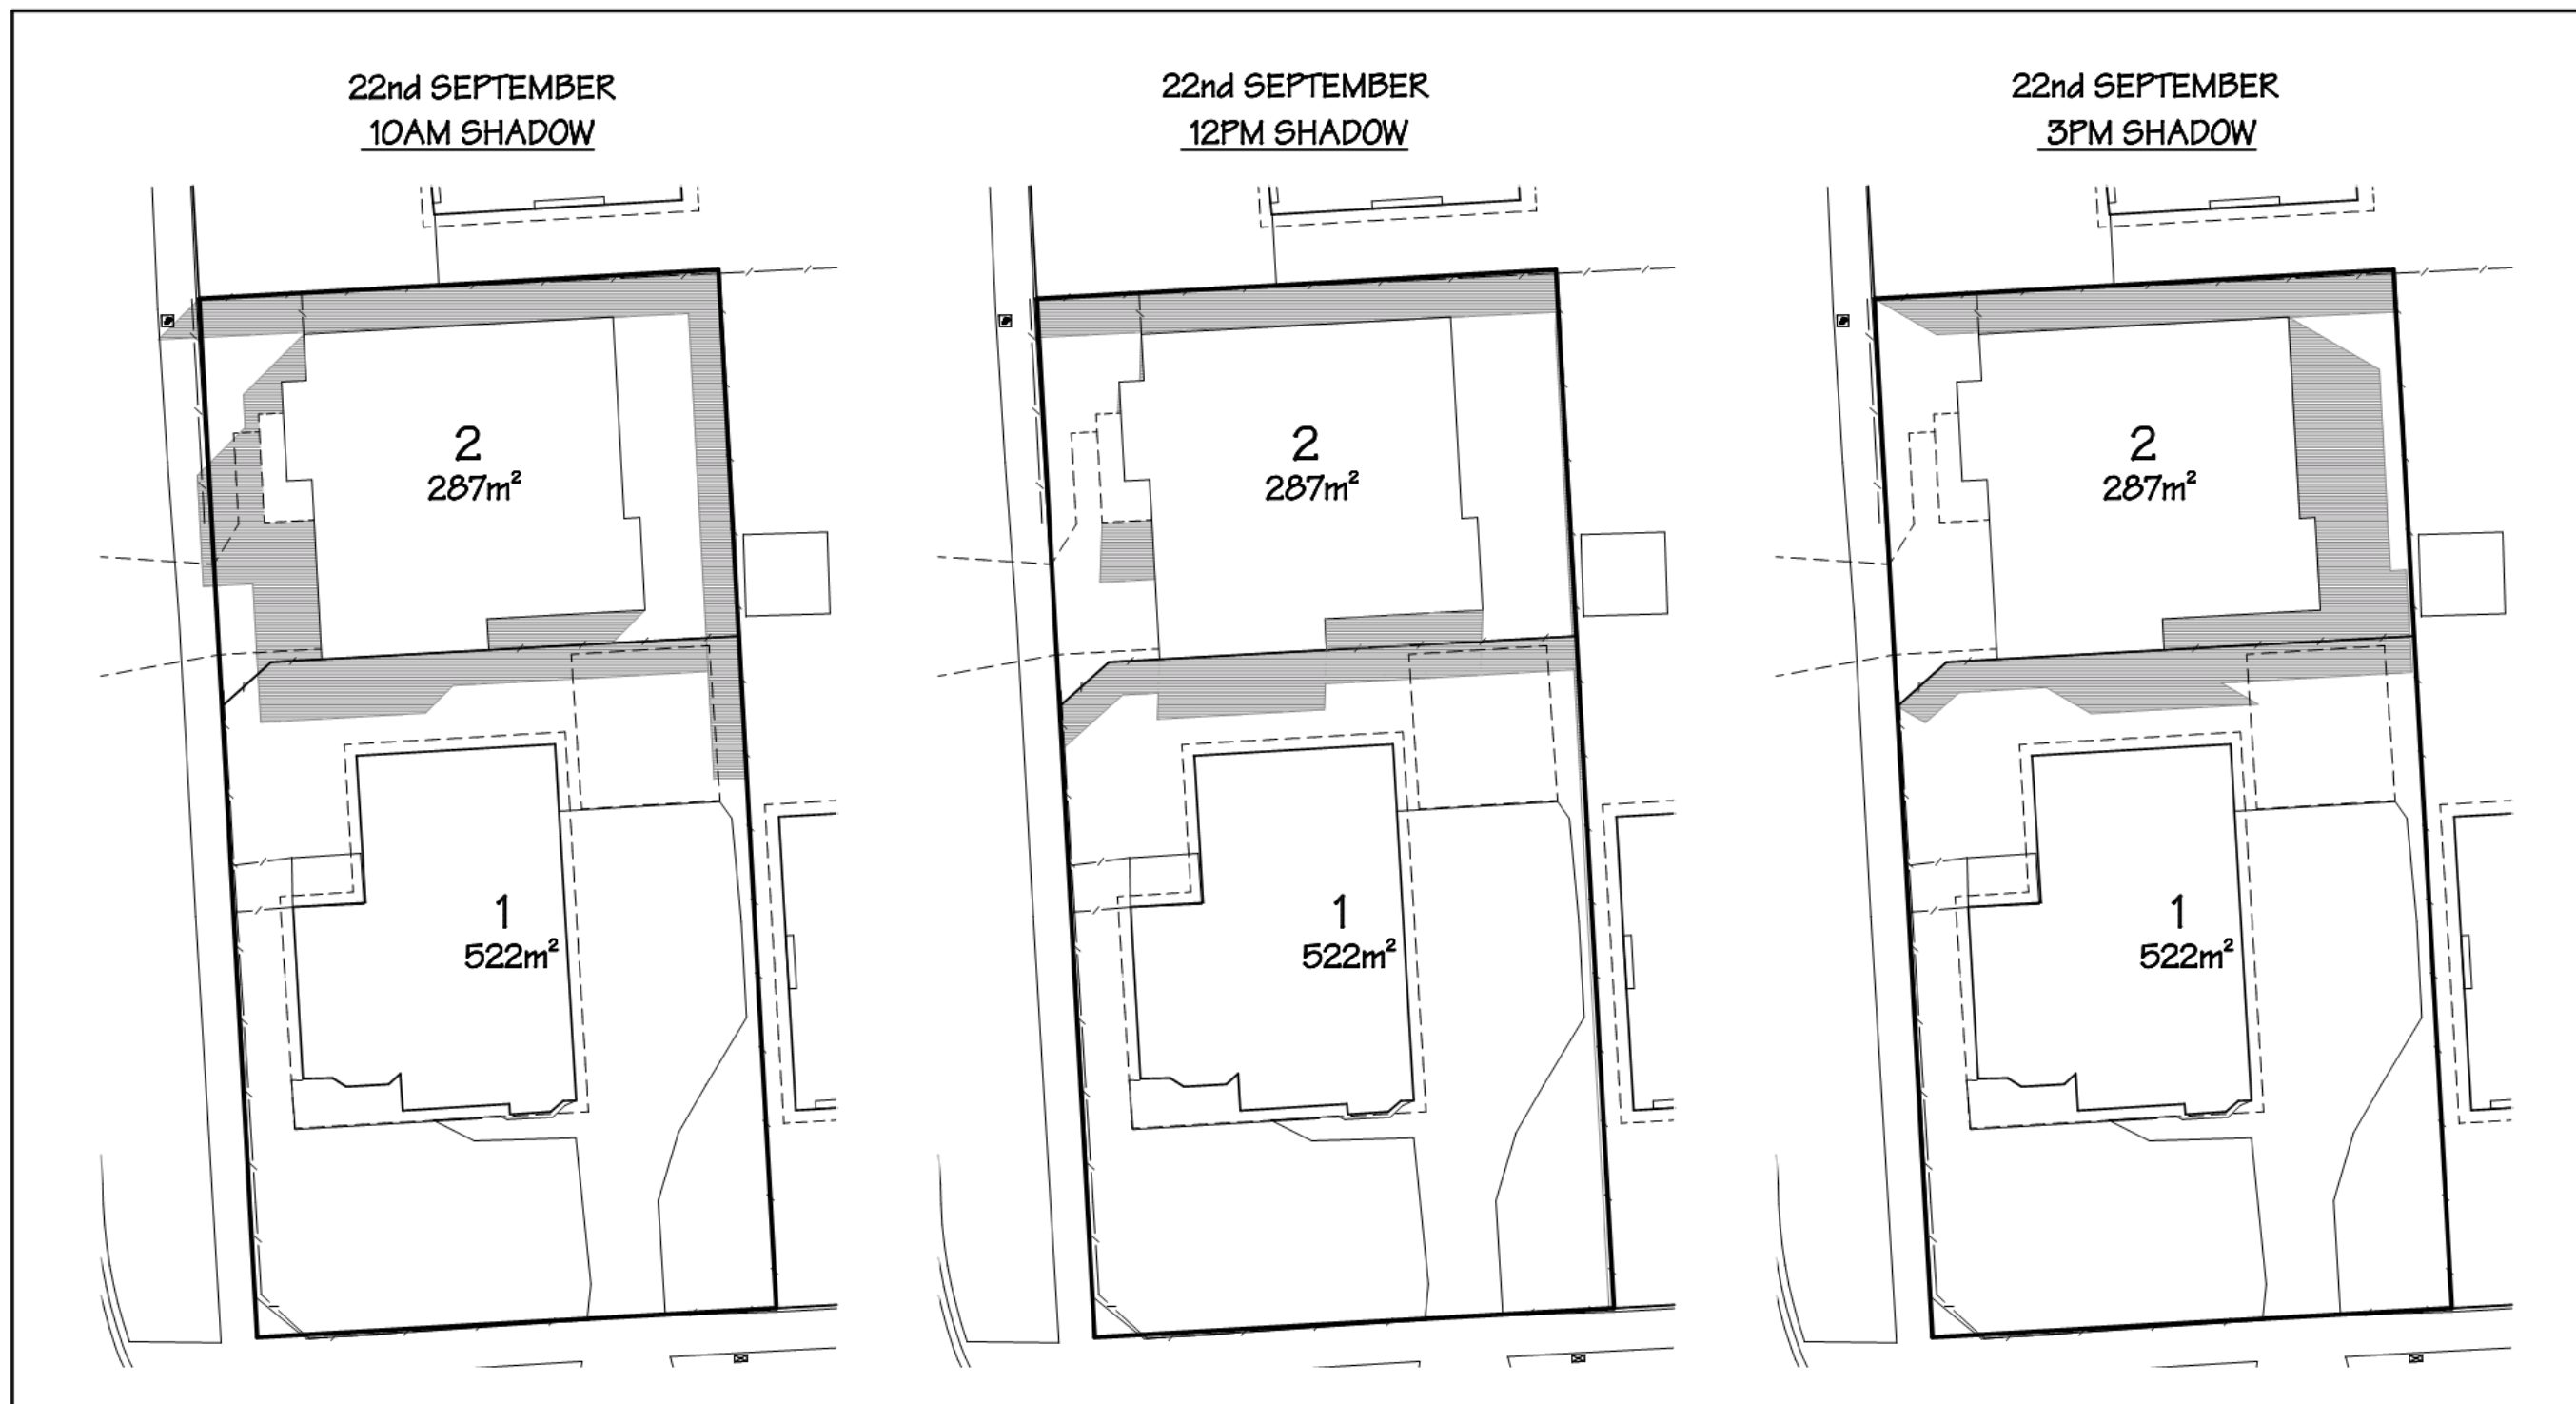 22nd SEPTEMBER
10AM SHADOW
22nd SEPTEMBER
12PM SHADOW
22nd SEPTEMBER
3PM SHADOW
2
287m²
2
287m²
2
287m²
1
522m²
1
522m²
1
522m²